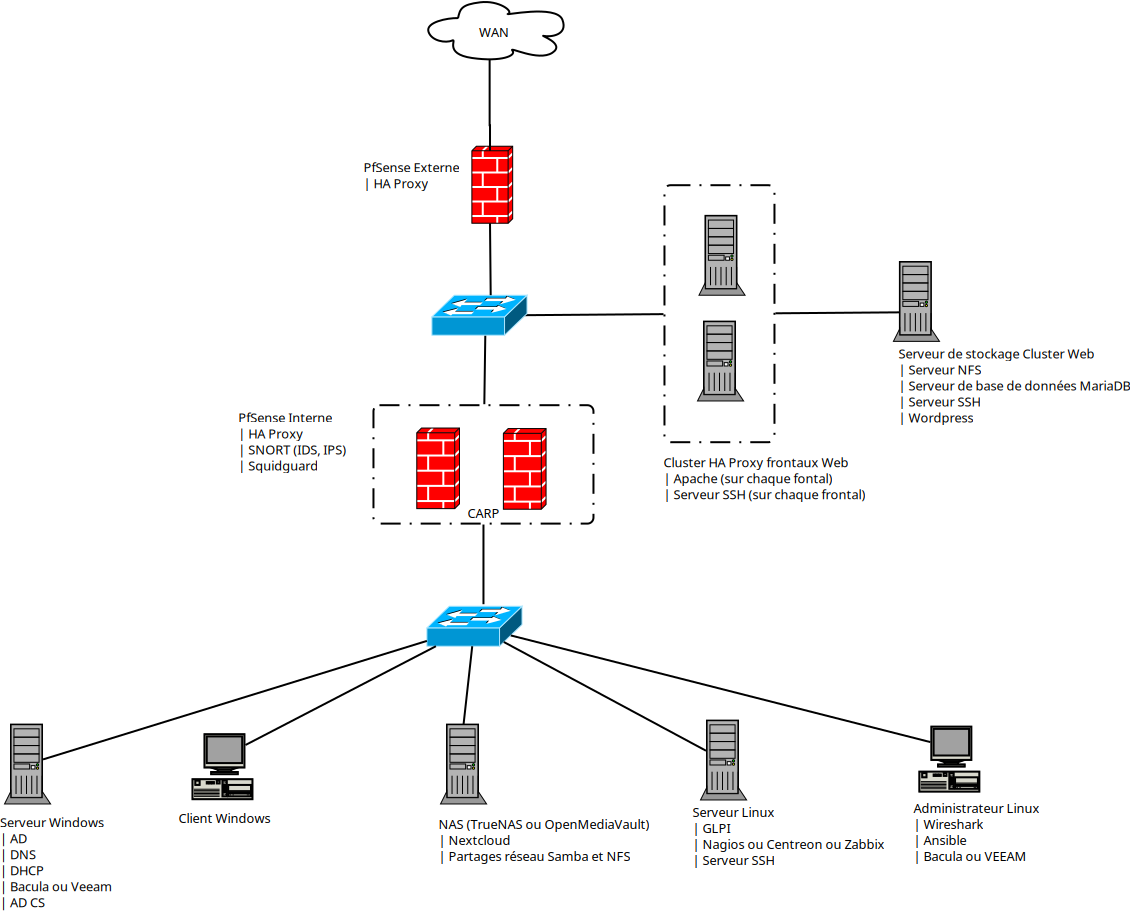 WAN
PfSense Externe
| HA Proxy
PfSense Interne
| HA Proxy
| SNORT (IDS, IPS)
| Squidguard
CARP
Cluster HA Proxy frontaux Web
| Apache (sur chaque fontal)
| Serveur SSH (sur chaque frontal)
Serveur de stockage Cluster Web
| Serveur NFS
| Serveur de base de données MariaDB
| Serveur SSH
| Wordpress
Serveur Windows
| AD
| DNS
| DHCP
| Bacula ou Veeam
| AD CS
Client Windows
NAS (TrueNAS ou OpenMediaVault)
| Nextcloud
| Partages réseau Samba et NFS
Serveur Linux
| GLPI
| Nagios ou Centreon ou Zabbix
| Serveur SSH
Administrateur Linux
| Wireshark
| Ansible
| Bacula ou VEEAM